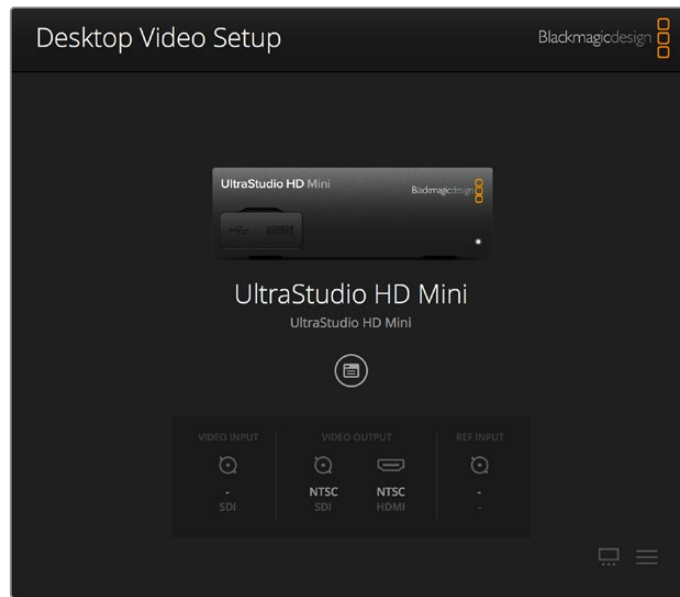 Desktop Video Setup
Blackmagicdesign
UltraStudio HD Mini
Blackmagicdesign
UltraStudio HD Mini
UltraStudio HD Mini
VIDEO INPUT VIDEO OUTPUT REF INPUT
- NTSC NTSC -
SDI SDI HDMI -